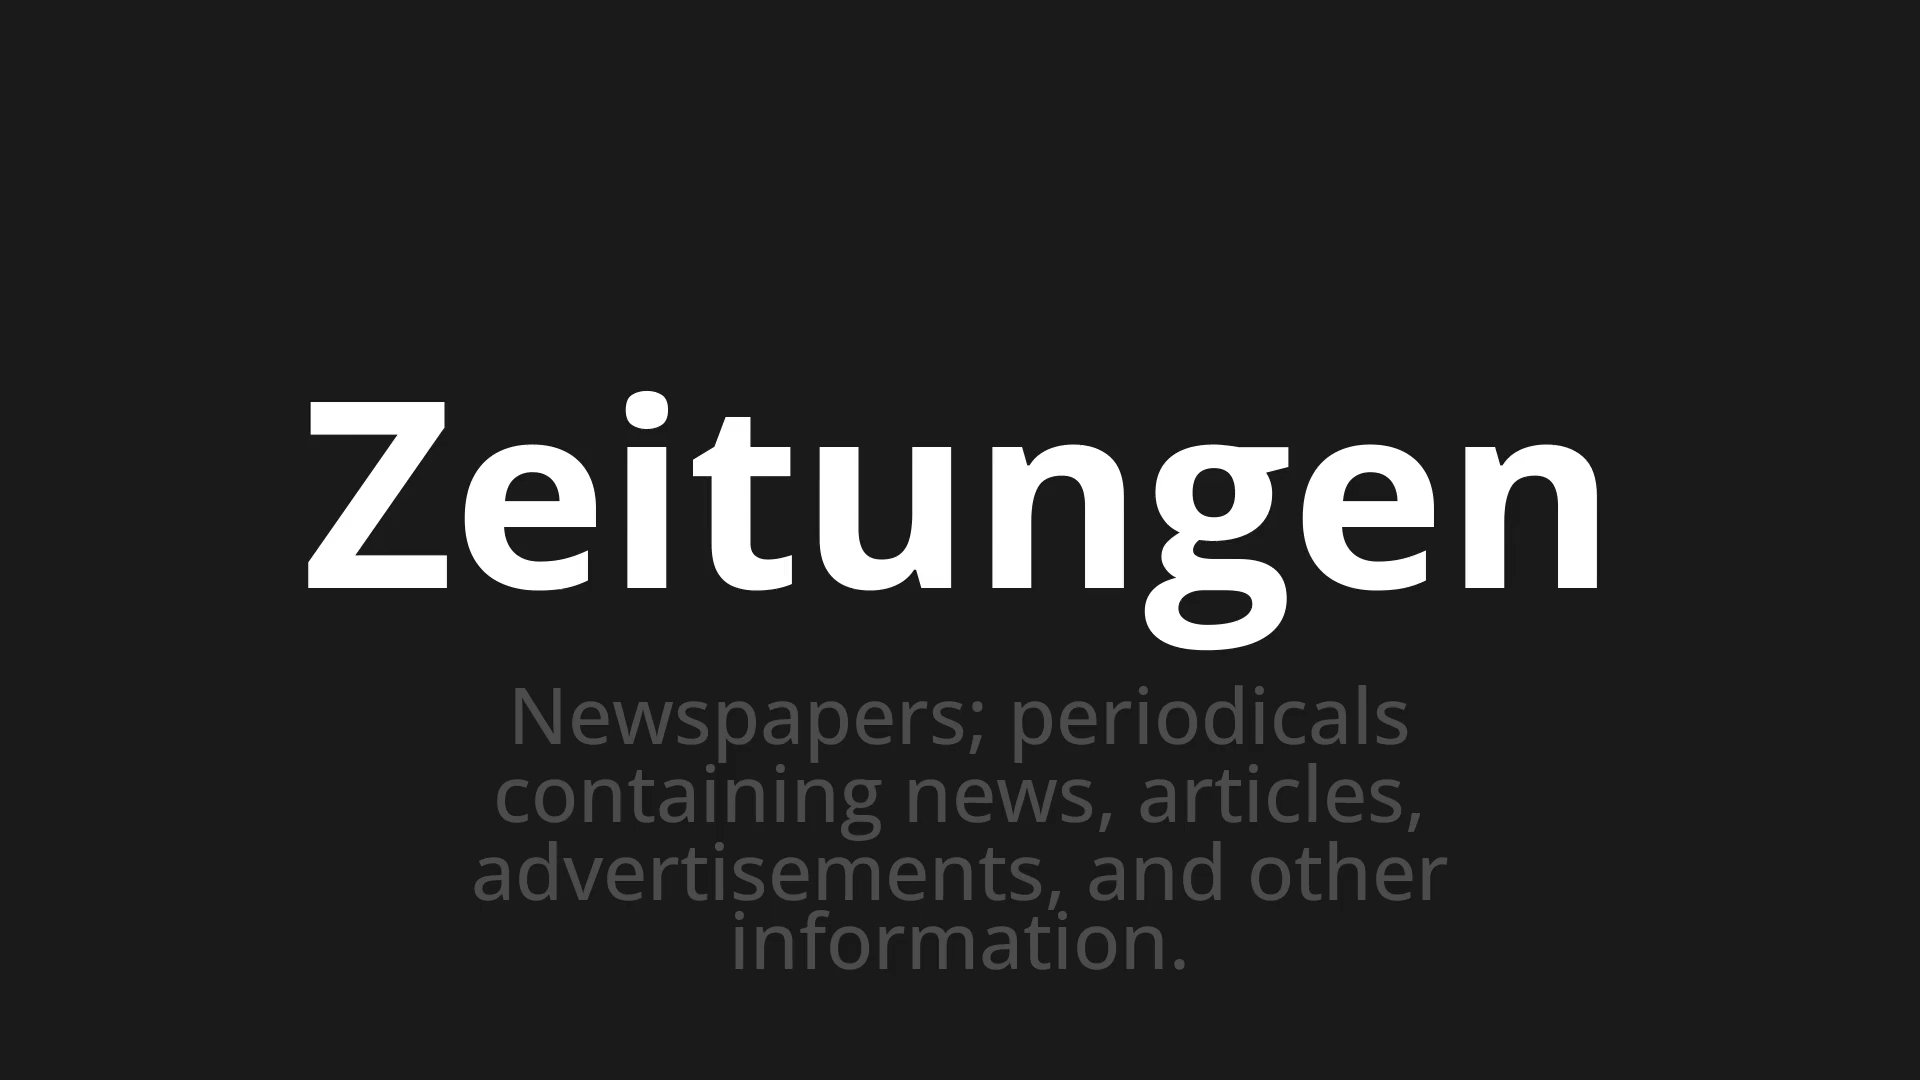 Zeitungen
Newspapers; periodicals
containing news, articles,
advertisements, and other
information.